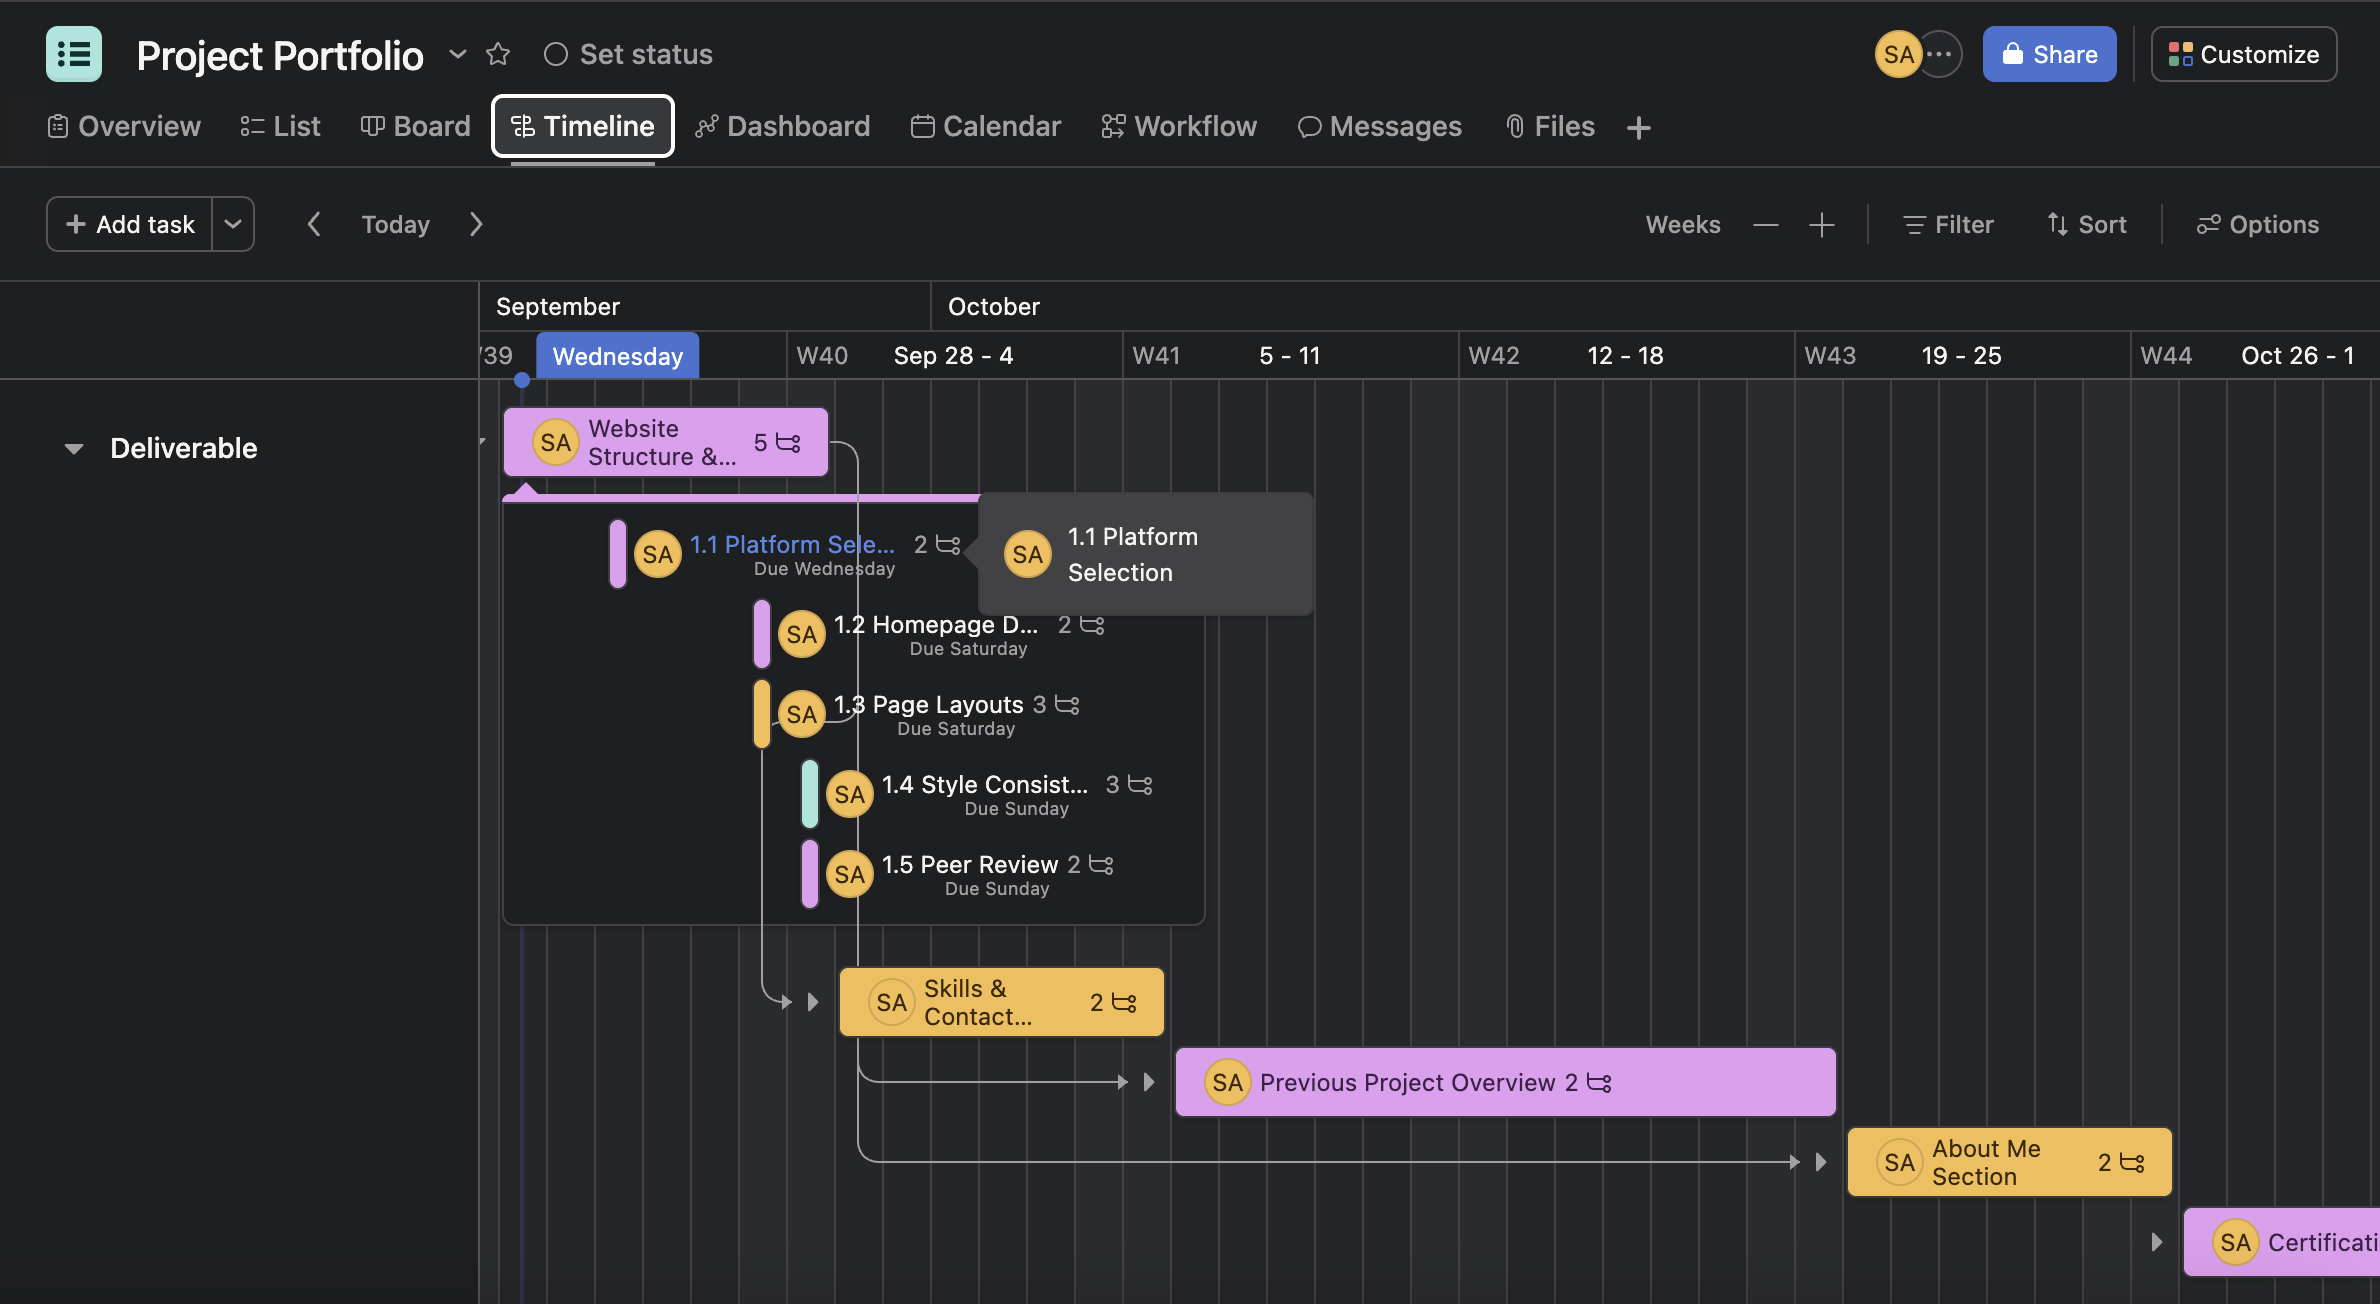 Project Portfolio
Set status
SA
Share
Customize
Overview
List
Board
Timeline
Dashboard
Calendar
Workflow
Messages
Files
Add task
Today
Weeks
Filter
Sort
Options
September
October
39
Wednesday
W40
Sep 28 - 4
W41
5 - 11
W42
12 - 18
W43
19 - 25
W44
Oct 26 - 1
Deliverable
SA
Website
Structure &...
5
SA
1.1 Platform Sele...
2
Due Wednesday
SA
1.1 Platform
Selection
SA
1.2 Homepage D...
2
Due Saturday
SA
1.3 Page Layouts
3
Due Saturday
SA
1.4 Style Consist...
3
Due Sunday
SA
1.5 Peer Review
2
Due Sunday
SA
Skills &
Contact...
2
SA
Previous Project Overview
2
SA
About Me
Section
2
SA
Certificati